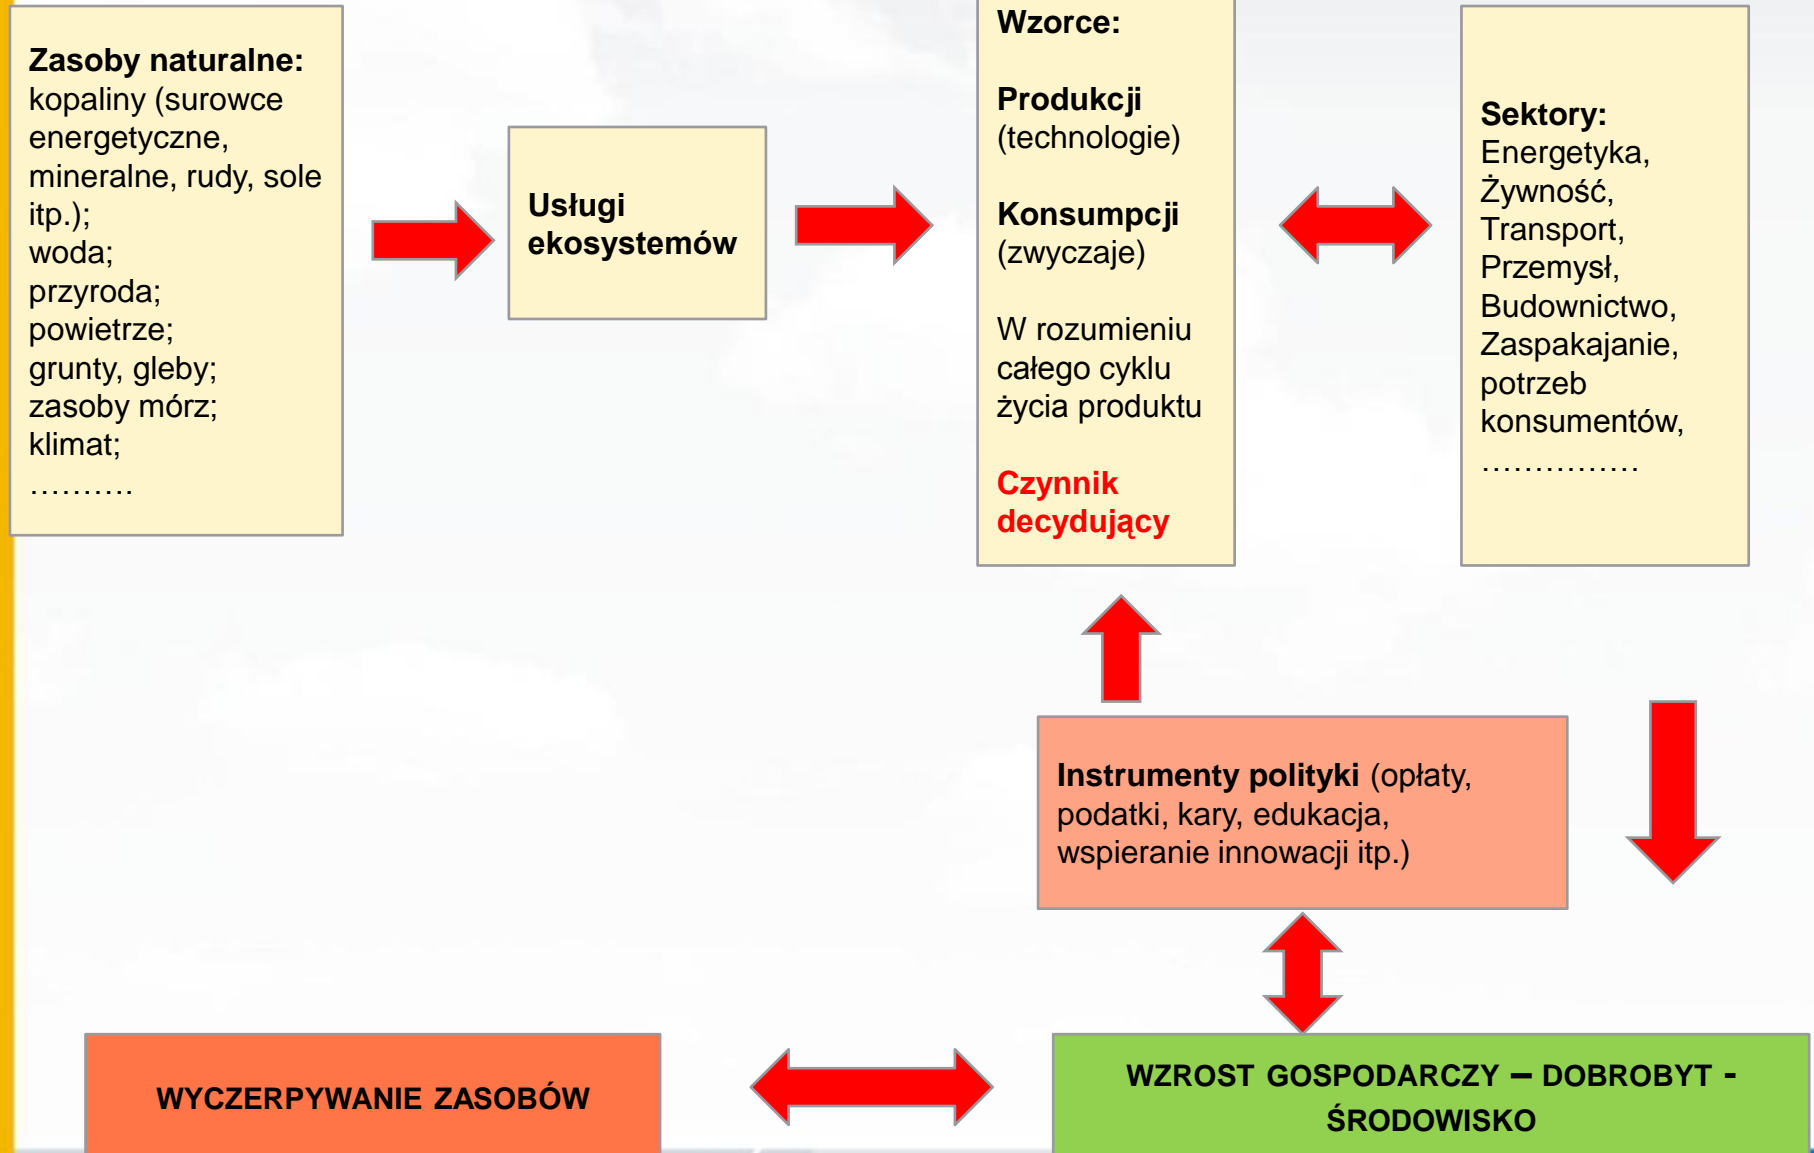 Zasoby naturalne:
kopaliny (surowce
energetyczne,
mineralne, rudy, sole
itp.);
woda;
przyroda;
powietrze;
grunty, gleby;
zasoby mórz;
klimat;
……….
Usługi
ekosystemów
Wzorce:
Produkcji
(technologie)
Konsumpcji
(zwyczaje)
W rozumieniu
całego cyklu
życia produktu
Czynnik
decydujący
Sektory:
Energetyka,
Żywność,
Transport,
Przemysł,
Budownictwo,
Zaspakajanie,
potrzeb
konsumentów,
……………
Instrumenty polityki (opłaty,
podatki, kary, edukacja,
wspieranie innowacji itp.)
WYCZERPYWANIE ZASOBÓW
WZROST GOSPODARCZY – DOBROBYT -
ŚRODOWISKO